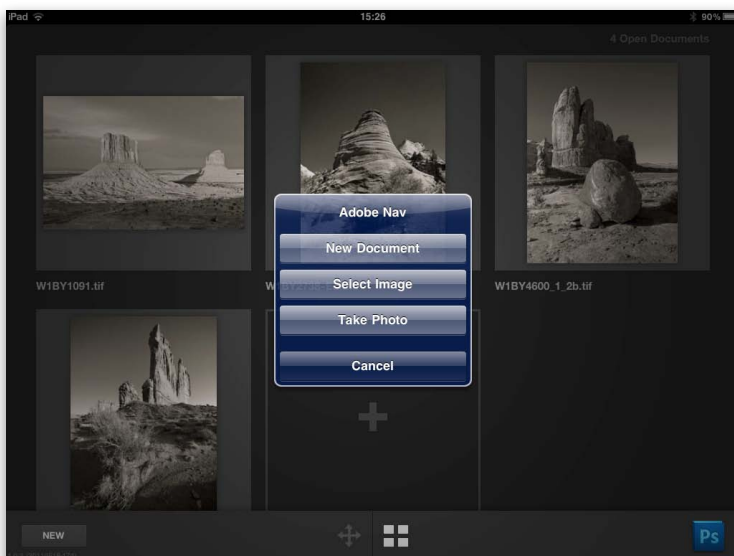 iPad
15:26
90%
4 Open Documents
Adobe Nav
New Document
Select Image
Take Photo
Cancel
W1BY1091.tif
W1BY4600_1_2b.tif
NEW
Ps